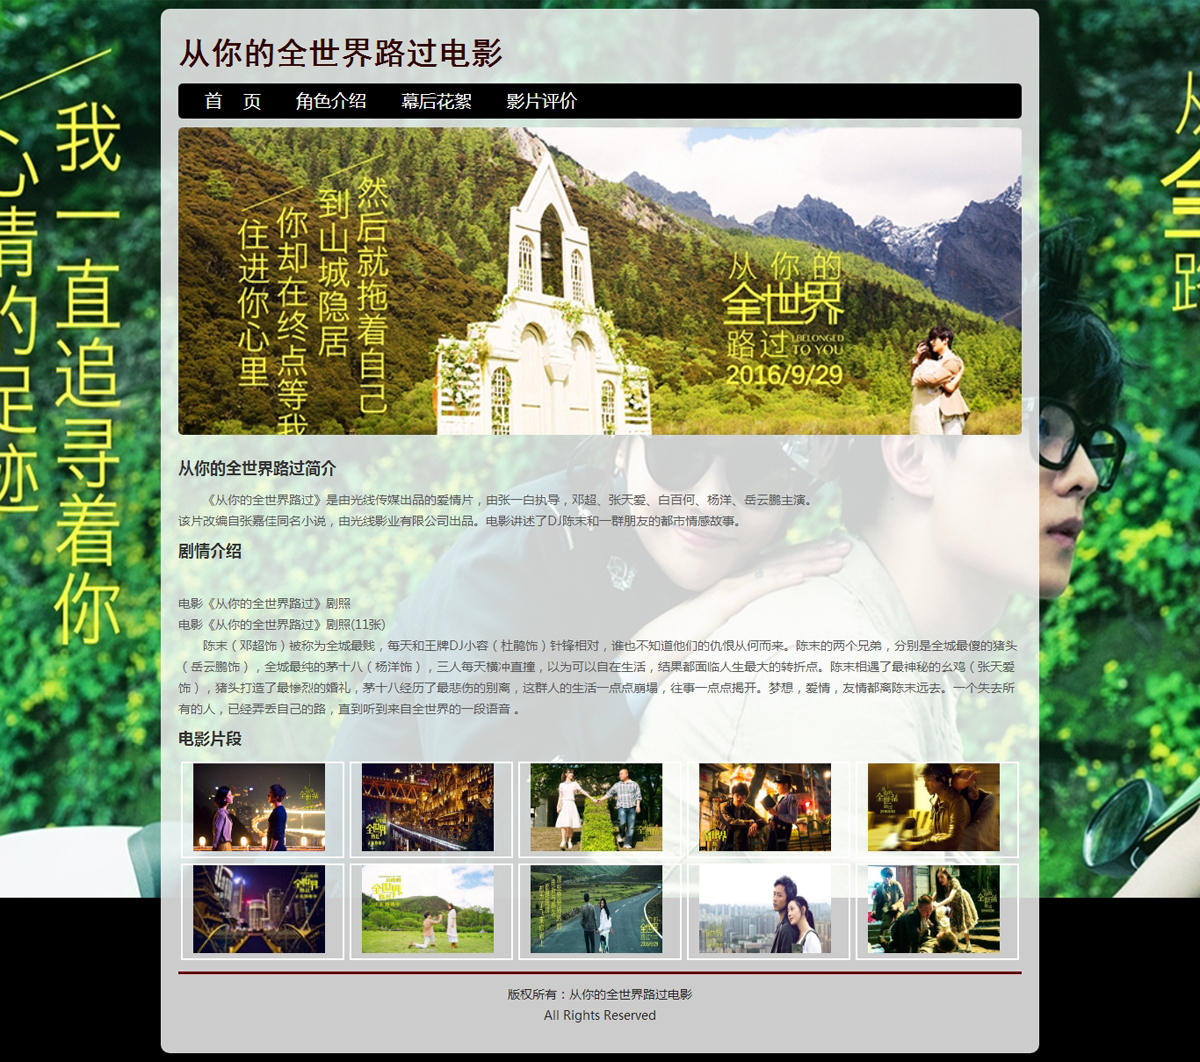 从你的全世界路过电影
首 页 角色介绍 幕后花絮 影片评价
我一直追寻着你
心情的足迹
然后就拖着自己
到山城隐居
你却在终点等我
住进你心里
从你的
全世界
路过 I BELONGED TO YOU
2016/9/29
从你的全世界路过简介
《从你的全世界路过》是由光线传媒出品的爱情片，由张一白执导，邓超、张天爱、白百何、杨洋、岳云鹏主演。
该片改编自张嘉佳同名小说，由光线影业有限公司出品。电影讲述了DJ陈末和一群朋友的都市情感故事。
剧情介绍
电影《从你的全世界路过》剧照
电影《从你的全世界路过》剧照(11张)
陈末（邓超饰）被称为全城最贱，每天和王牌DJ小容（杜鹃饰）针锋相对，谁也不知道他们的仇恨从何而来。陈末的两个兄弟，分别是全城最傻的猪头
（岳云鹏饰），全城最纯的茅十八（杨洋饰），三人每天横冲直撞，以为可以自在生活，结果都面临人生最大的转折点。陈末相遇了最神秘的幺鸡（张天爱
饰），猪头打造了最惨烈的婚礼，茅十八经历了最悲伤的别离，这群人的生活一点点崩塌，往事一点点揭开。梦想，爱情，友情都离陈末远去。一个失去所
有的人，已经弄丢自己的路，直到听到来自全世界的一段语音 。
电影片段
版权所有：从你的全世界路过电影
All Rights Reserved